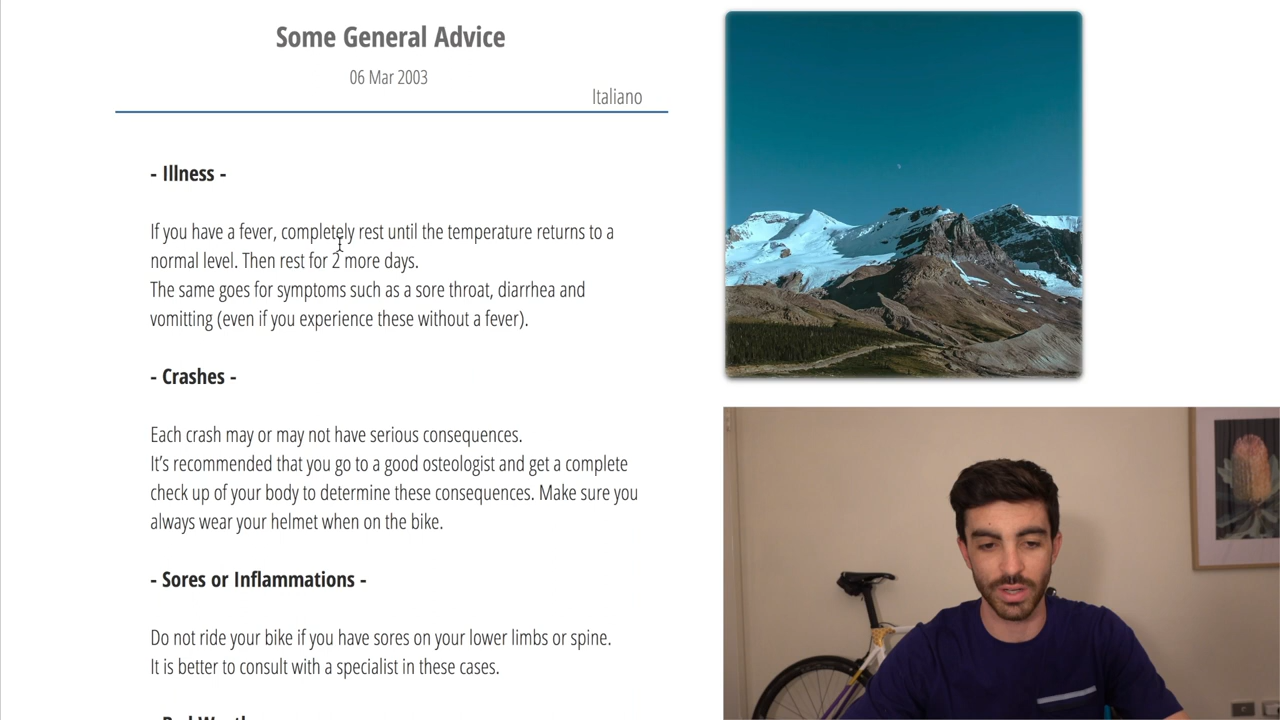 Some General Advice
06 Mar 2003
Italiano
- Illness -
If you have a fever, completely rest until the temperature returns to a
normal level. Then rest for 2 more days.
The same goes for symptoms such as a sore throat, diarrhea and
vomitting (even if you experience these without a fever).
- Crashes -
Each crash may or may not have serious consequences.
It’s recommended that you go to a good osteologist and get a complete
check up of your body to determine these consequences. Make sure you
always wear your helmet when on the bike.
- Sores or Inflammations -
Do not ride your bike if you have sores on your lower limbs or spine.
It is better to consult with a specialist in these cases.